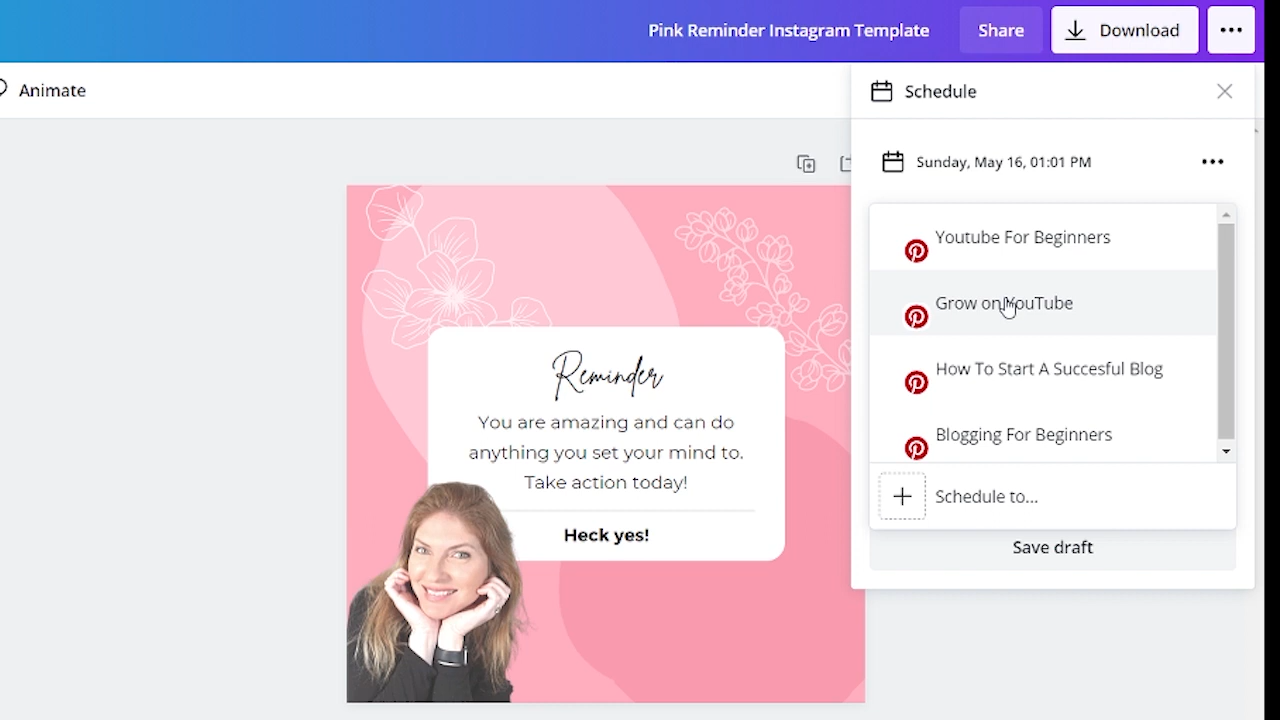 Pink Reminder Instagram Template
Share
Download
Animate
Schedule
Sunday, May 16, 01:01 PM
Youtube For Beginners
Grow on YouTube
How To Start A Succesful Blog
Blogging For Beginners
Schedule to...
Save draft
Reminder
You are amazing and can do
anything you set your mind to.
Take action today!
Heck yes!